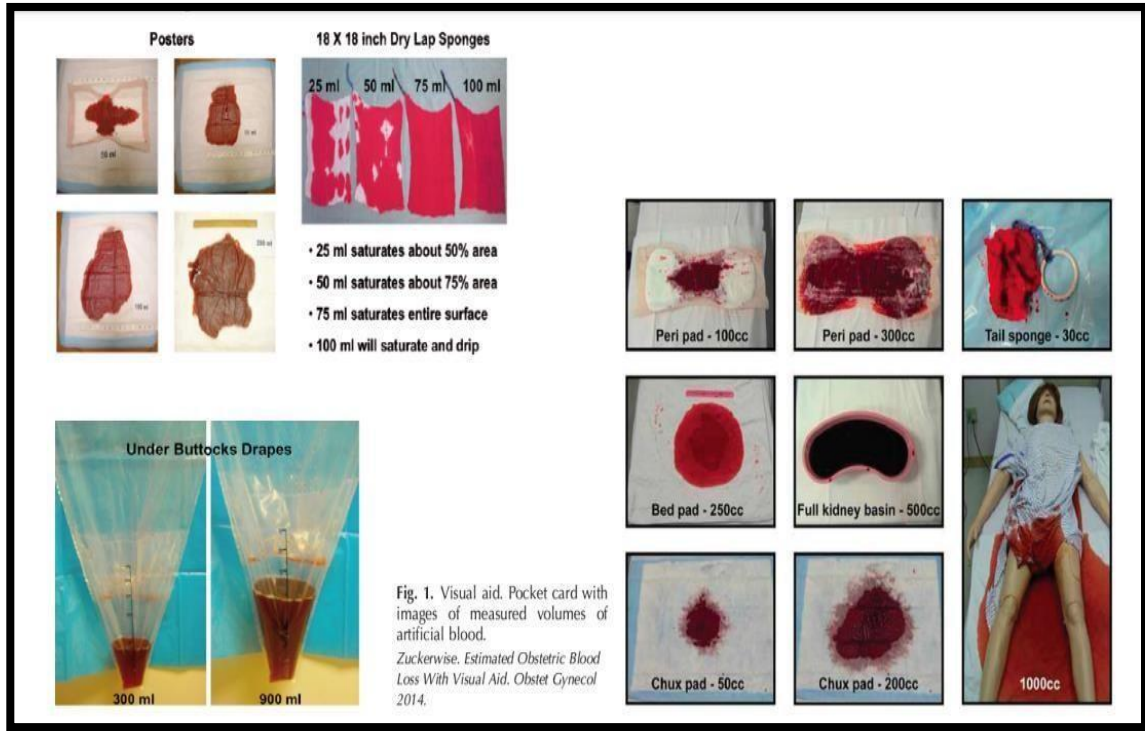 Posters
18 X 18 inch Dry Lap Sponges
25 ml 50 ml 75 ml 100 ml
50 ml
• 25 ml saturates about 50% area
• 50 ml saturates about 75% area
• 75 ml saturates entire surface
• 100 ml will saturate and drip
Under Buttocks Drapes
300 ml 900 ml
Fig. 1. Visual aid. Pocket card with
images of measured volumes of
artificial blood.
Zuckerwise. Estimated Obstetric Blood
Loss With Visual Aid. Obstet Gynecol
2014.
Peri pad - 100cc
Peri pad - 300cc
Tail sponge - 30cc
Bed pad - 250cc
Full kidney basin - 500cc
Chux pad - 50cc
Chux pad - 200cc
1000cc